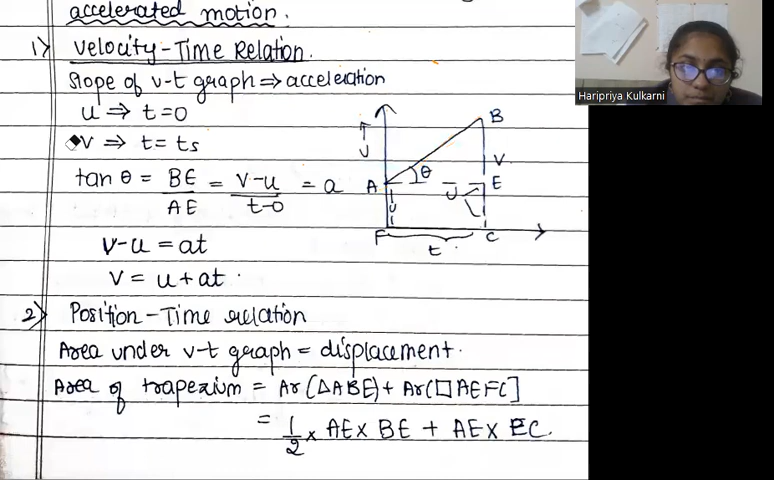 accelerated motion.
1) Velocity-Time Relation.
Slope of v-t graph ⇒ acceleration
u ⇒ t=0
v ⇒ t= ts
tan θ = BE/AE = v-u/t-0 = a
v-u = at
v = u+at
B
V
A
θ
E
U
F
C
t
2) Position-Time relation
Area under v-t graph = displacement.
Area of trapezium = Ar(△ABE) + Ar(□AEFC]
= 1/2 × AE × BE + AE × EC.
Haripriya Kulkarni